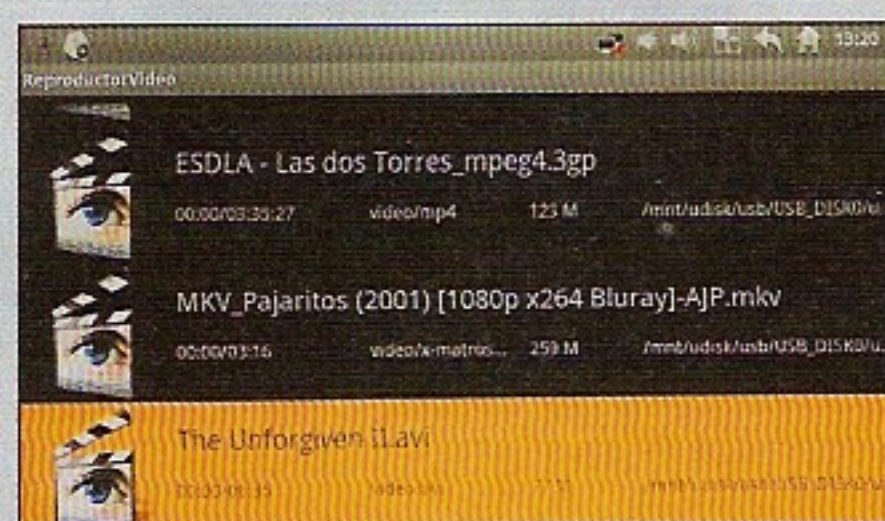 13:20
ReproductorVideo
ESDLA - Las dos Torres_mpeg4.3gp
00:00/03:35:27 video/mp4 123 M /mnt/udisk/usb/USB_DISK0/u
MKV_Pajaritos (2001) [1080p x264 Bluray]-AJP.mkv
00:00/03:16 video/x-matros... 259 M /mnt/udisk/usb/USB_DISK0/u
The Unforgiven